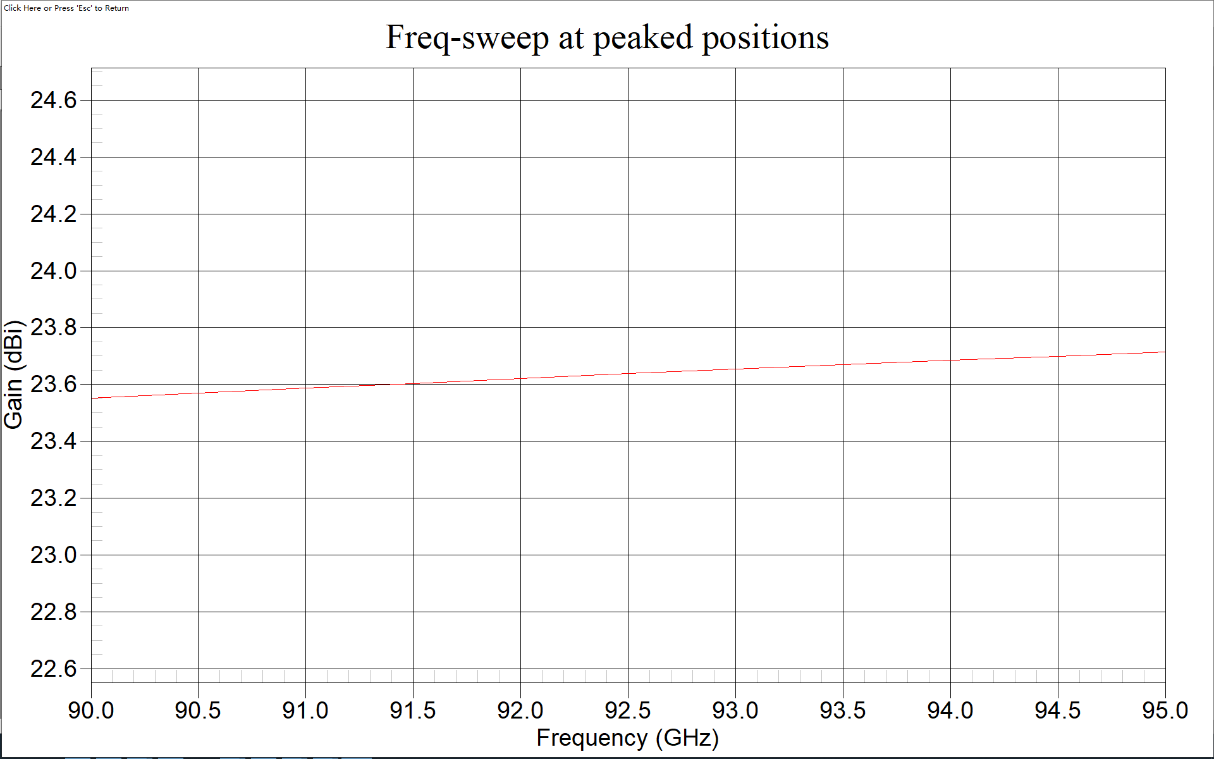 Click Here or Press 'Esc' to Return
Freq-sweep at peaked positions
24.6
24.4
24.2
24.0
23.8
23.6
23.4
23.2
23.0
22.8
22.6
Gain (dBi)
90.0 90.5 91.0 91.5 92.0 92.5 93.0 93.5 94.0 94.5 95.0
Frequency (GHz)